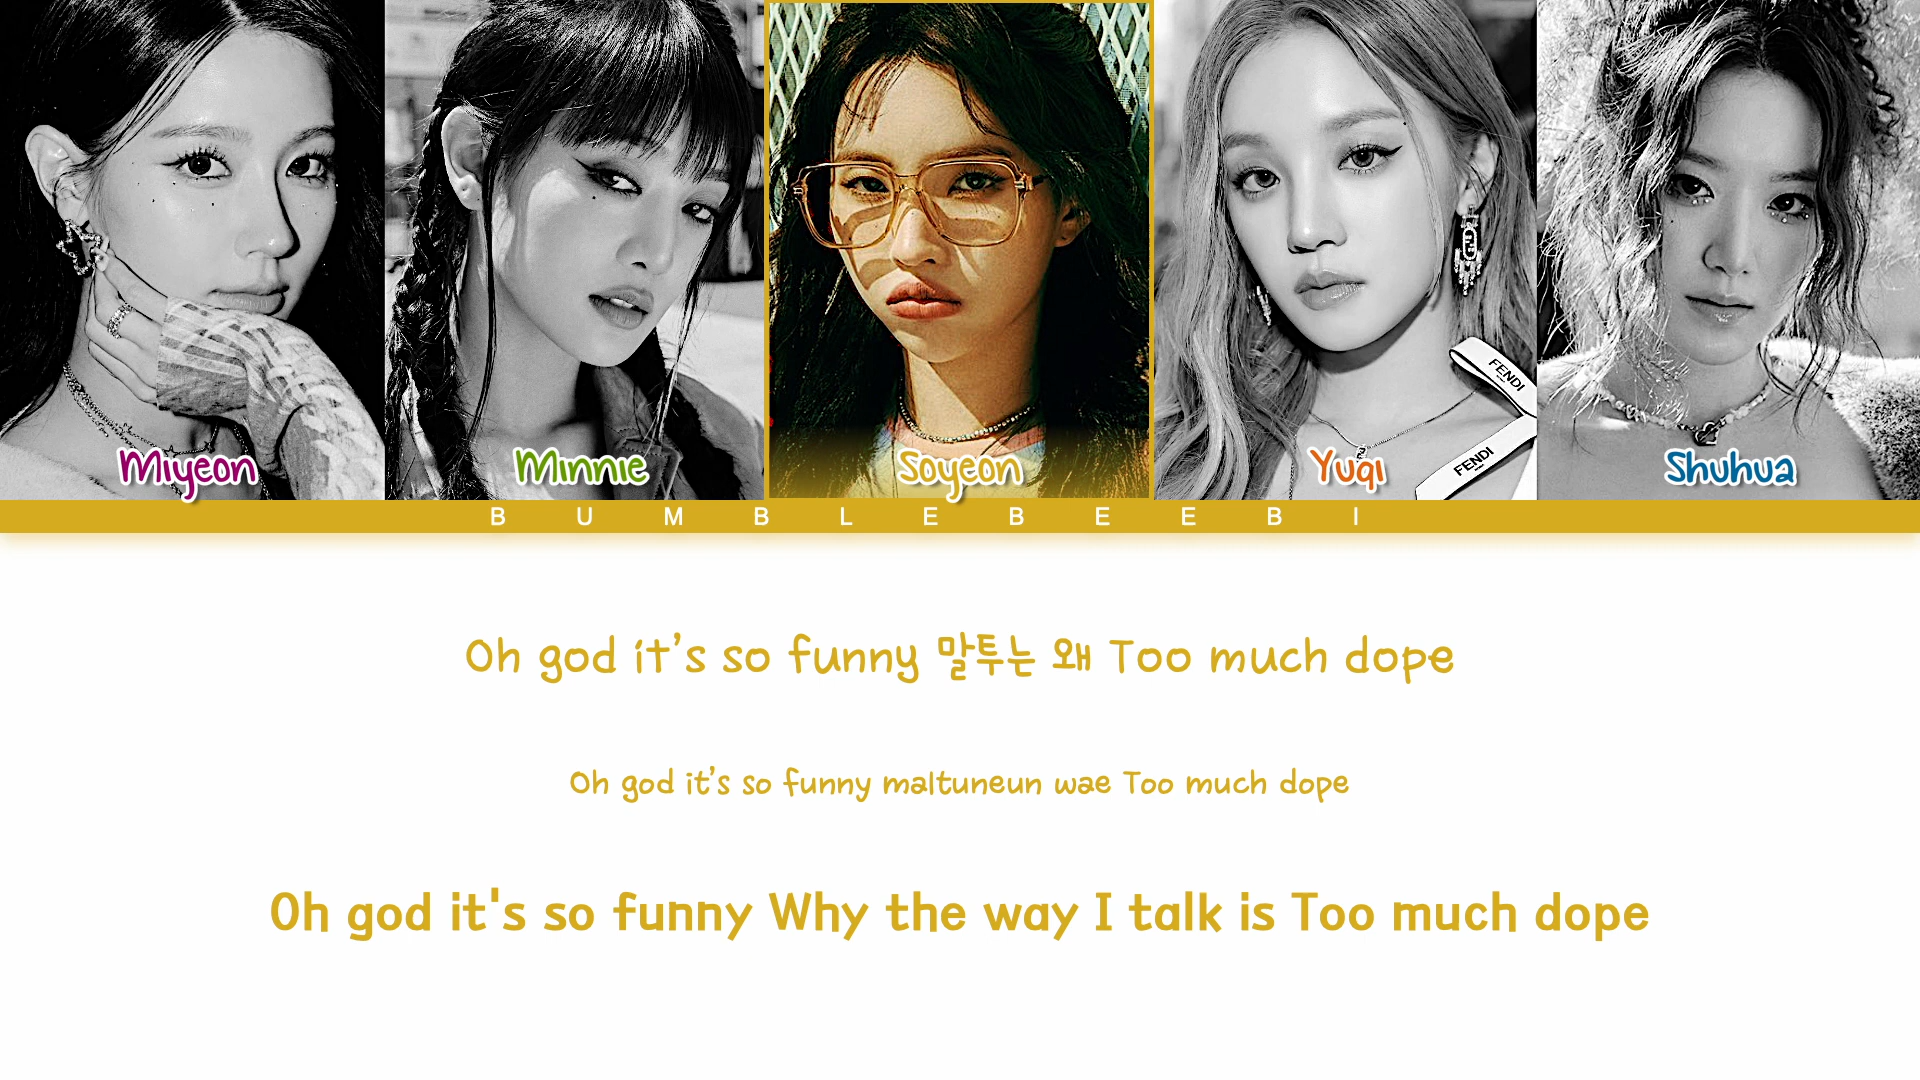 FENDI
FENDI
Miyeon
Minnie
Soyeon
Yuqi
Shuhua
BUMBLEBEEBI
Oh god it's so funny 말투는 왜 Too much dope
Oh god it's so funny maltuneun wae Too much dope
Oh god it's so funny Why the way I talk is Too much dope